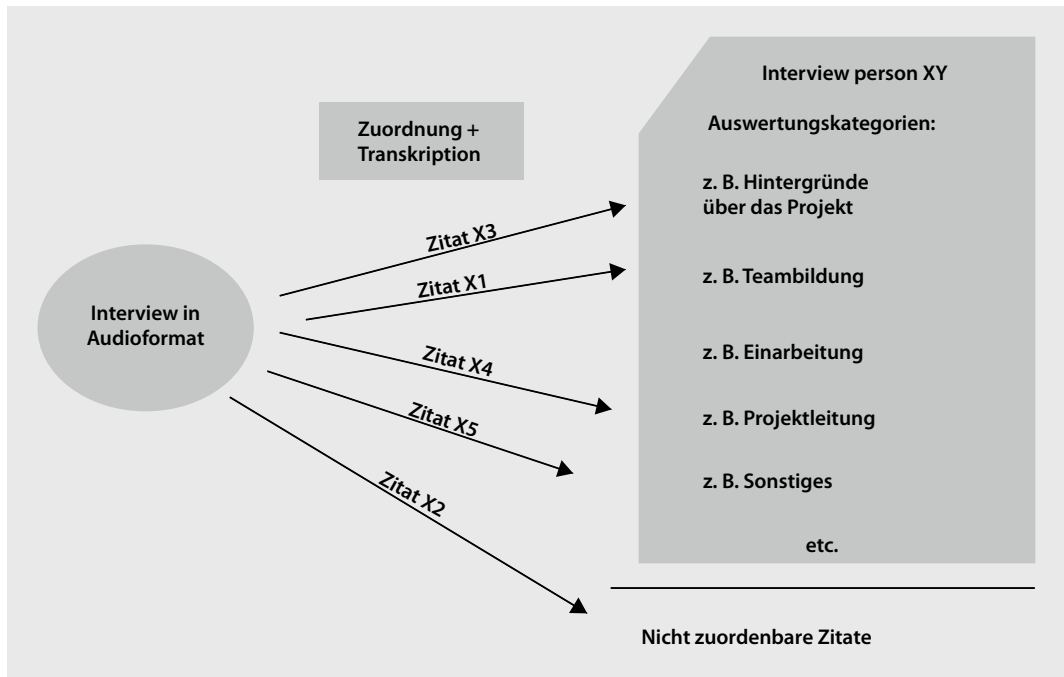 Interview person XY
Auswertungskategorien:
Zuordnung +
Transkription
z. B. Hintergründe
über das Projekt
Zitat X3
Zitat X1
z. B. Teambildung
Interview in
Audioformat
Zitat X4
z. B. Einarbeitung
Zitat X5
z. B. Projektleitung
Zitat X2
z. B. Sonstiges
etc.
Nicht zuordenbare Zitate